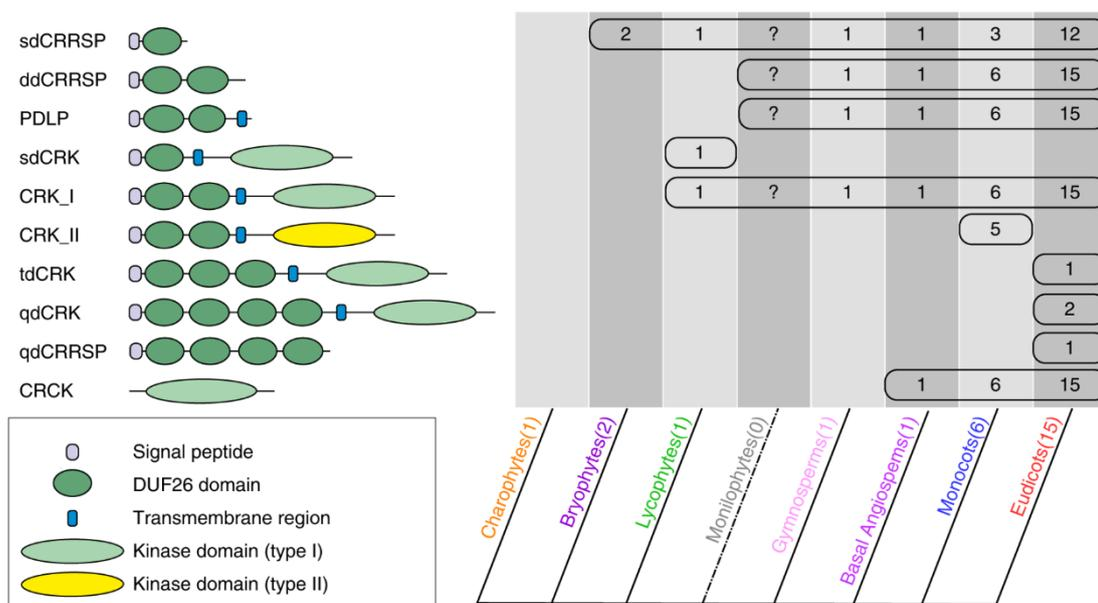 sdCRRSP 2 1 ? 1 1 3 12
ddCRRSP ? 1 1 6 15
PDLP ? 1 1 6 15
sdCRK 1
CRK_I 1 ? 1 1 6 15
CRK_II 5
tdCRK 1
qdCRK 2
qdCRRSP 1
CRCK 1 6 15
Charophytes(1)
Bryophytes(2)
Lycophytes(1)
Monilophytes(0)
Gymnosperms(1)
Basal Angiosperms(1)
Monocots(6)
Eudicots(15)
Signal peptide
DUF26 domain
Transmembrane region
Kinase domain (type I)
Kinase domain (type II)